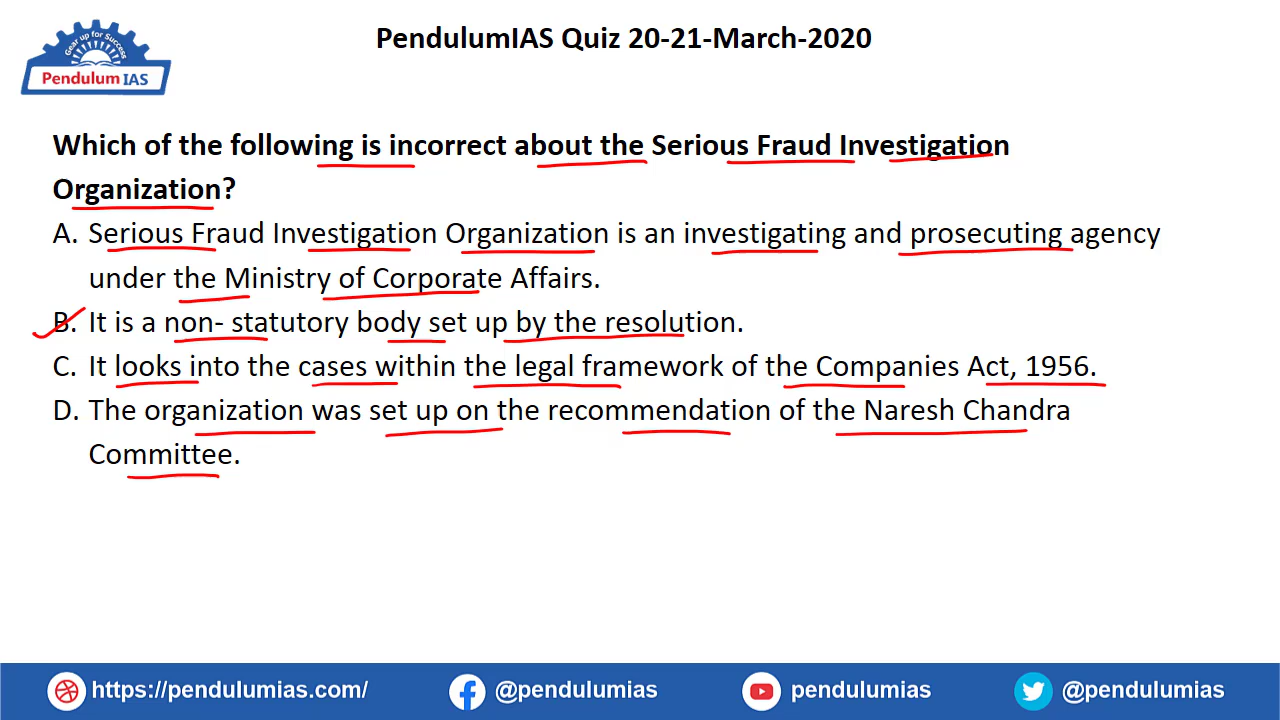 PendulumIAS Quiz 20-21-March-2020
Gear up for Success
Pendulum IAS
Which of the following is incorrect about the Serious Fraud Investigation
Organization?
A. Serious Fraud Investigation Organization is an investigating and prosecuting agency
under the Ministry of Corporate Affairs.
B. It is a non- statutory body set up by the resolution.
C. It looks into the cases within the legal framework of the Companies Act, 1956.
D. The organization was set up on the recommendation of the Naresh Chandra
Committee.
https://pendulumias.com/ @pendulumias pendulumias @pendulumias